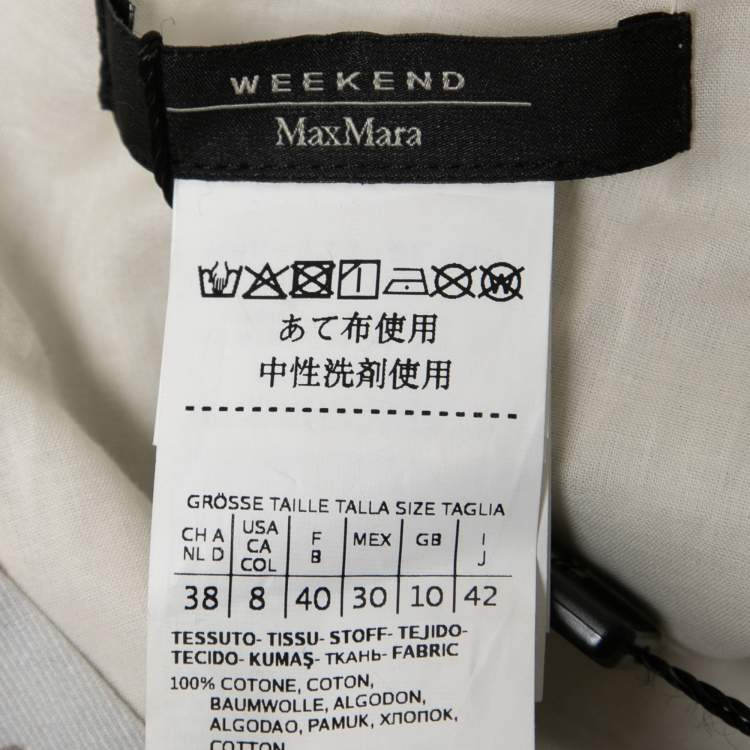 WEEKEND
MaxMara
あて布使用
中性洗剤使用
GRÖSSE TAILLE TALLA SIZE TAGLIA
CH A NL D USA CA COL F B MEX GB I J
38 8 40 30 10 42
TESSUTO- TISSU- STOFF- TEJIDO-
TECIDO- KUMAŞ- ТКАНЬ- FABRIC
100% COTONE, COTON,
BAUMWOLLE, ALGODON,
ALGODAO, PAMUK, ХЛОПОК,
COTTON